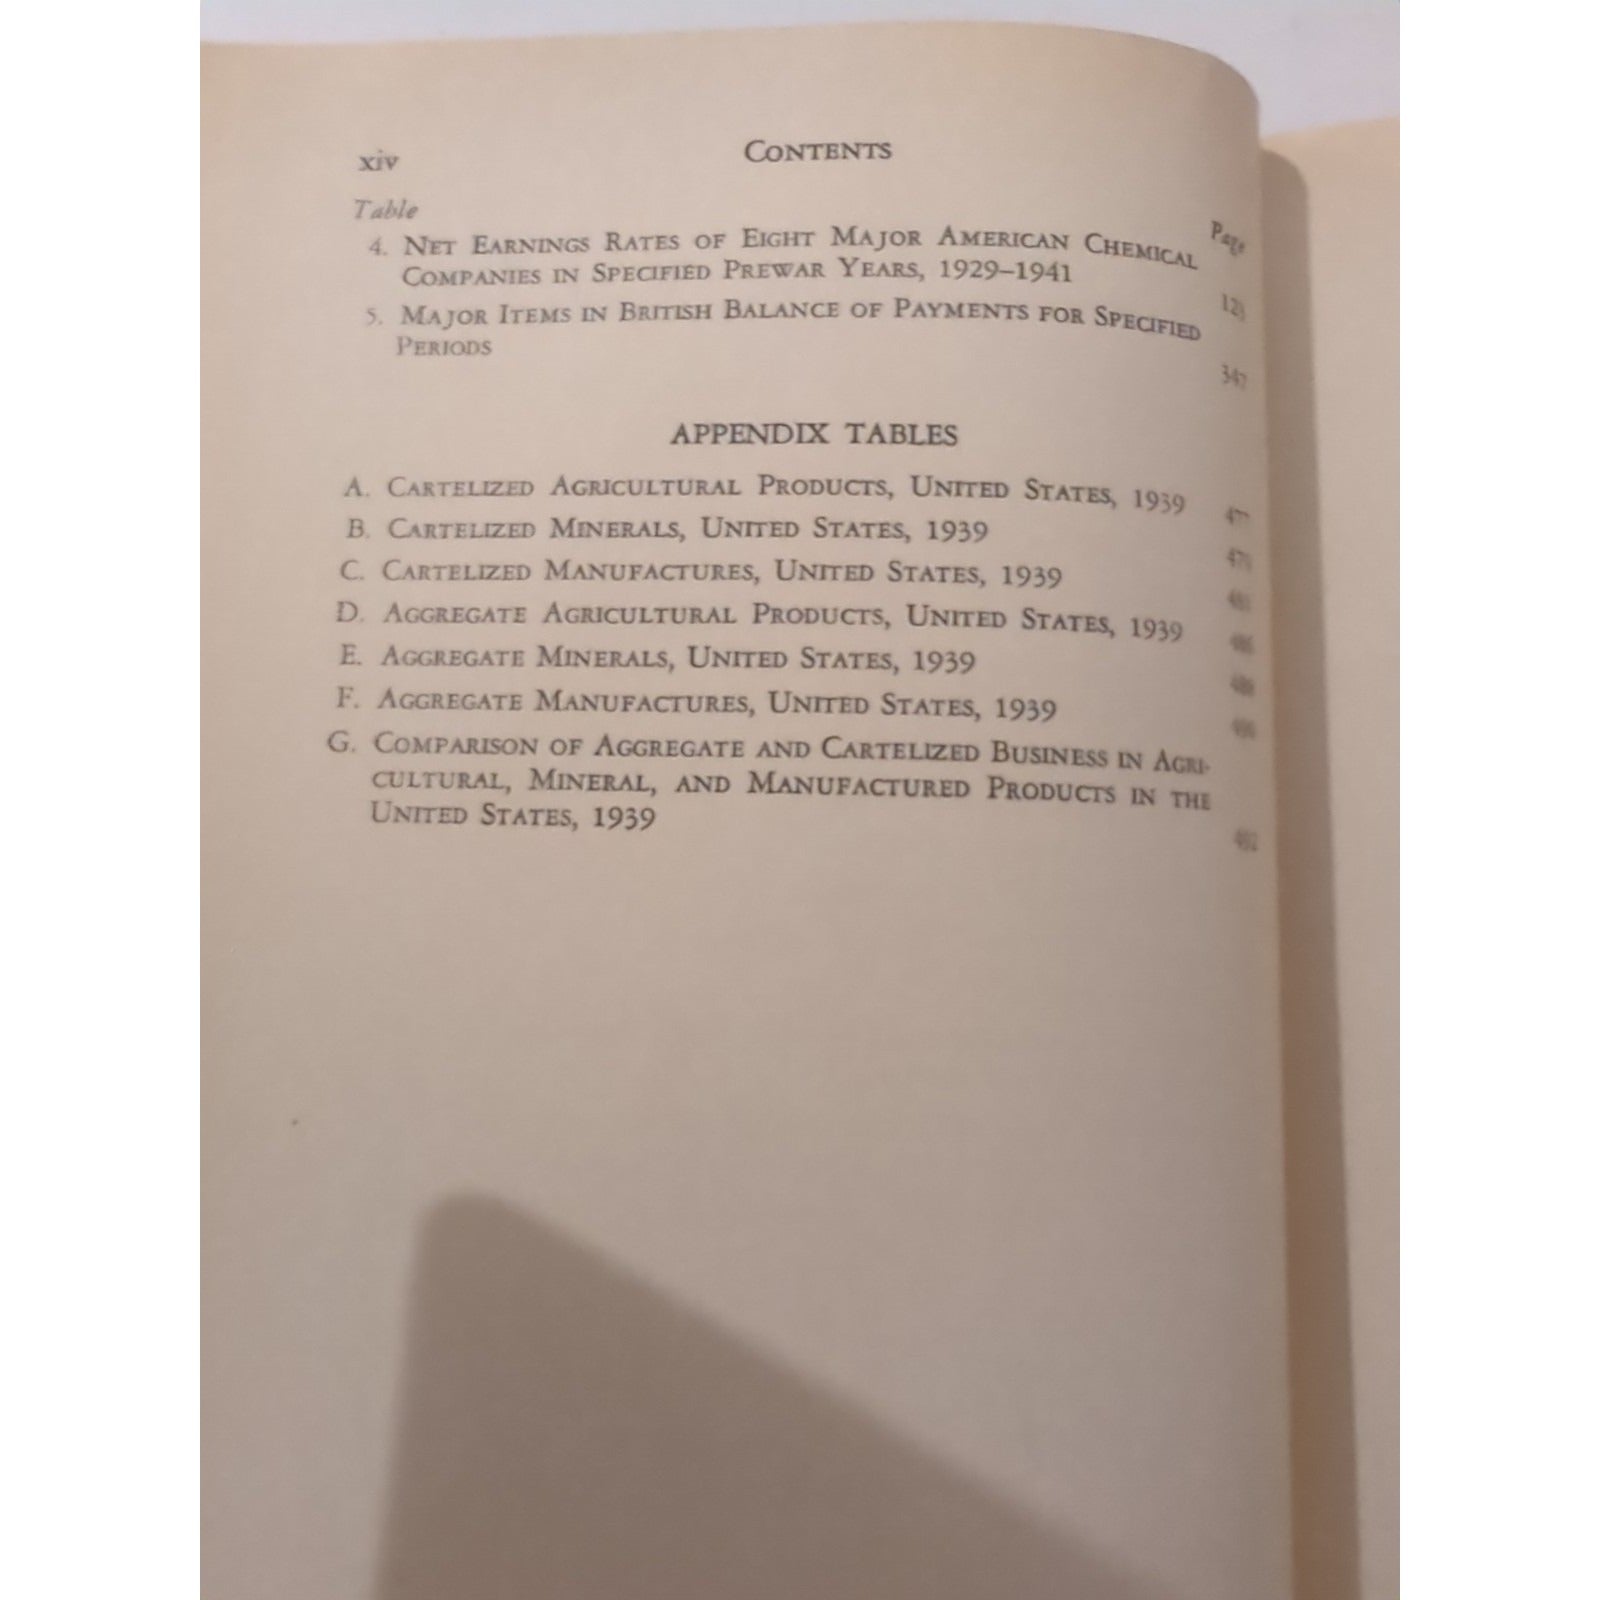 xiv CONTENTS
Table Page
4. NET EARNINGS RATES OF EIGHT MAJOR AMERICAN CHEMICAL
COMPANIES IN SPECIFIED PREWAR YEARS, 1929–1941
5. MAJOR ITEMS IN BRITISH BALANCE OF PAYMENTS FOR SPECIFIED
PERIODS 347
APPENDIX TABLES
A. CARTELIZED AGRICULTURAL PRODUCTS, UNITED STATES, 1939 477
B. CARTELIZED MINERALS, UNITED STATES, 1939
C. CARTELIZED MANUFACTURES, UNITED STATES, 1939
D. AGGREGATE AGRICULTURAL PRODUCTS, UNITED STATES, 1939
E. AGGREGATE MINERALS, UNITED STATES, 1939
F. AGGREGATE MANUFACTURES, UNITED STATES, 1939
G. COMPARISON OF AGGREGATE AND CARTELIZED BUSINESS IN AGRI-
CULTURAL, MINERAL, AND MANUFACTURED PRODUCTS IN THE
UNITED STATES, 1939 492